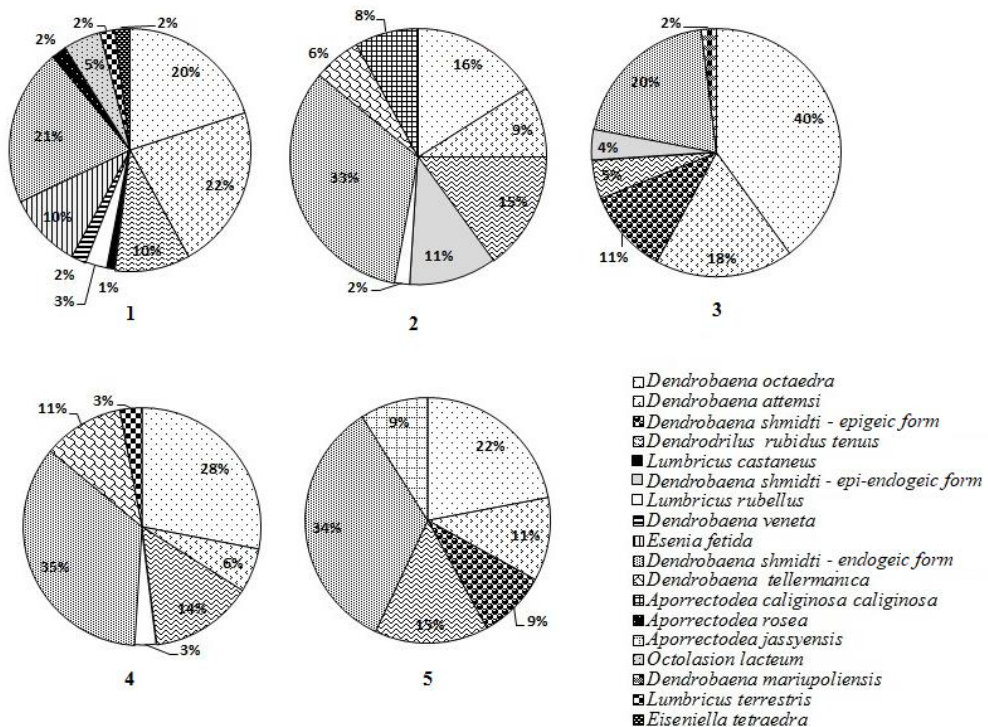 2%
2%
2%
5%
20%
21%
22%
10%
10%
2%
3%
1%
1
8%
6%
16%
9%
33%
15%
11%
2%
2
2%
20%
40%
4%
5%
11%
18%
3
11%
3%
28%
35%
6%
14%
3%
4
9%
22%
34%
11%
15%
9%
5
Dendrobaena octaedra
Dendrobaena attemsi
Dendrobaena shmidti - epigeic form
Dendrodrilus rubidus tenuis
Lumbricus castaneus
Dendrobaena shmidti - epi-endogeic form
Lumbricus rubellus
Dendrobaena veneta
Esenia fetida
Dendrobaena shmidti - endogeic form
Dendrobaena tellermanica
Aporrectodea caliginosa caliginosa
Aporrectodea rosea
Aporrectodea jassyensis
Octolasion lacteum
Dendrobaena mariupoliensis
Lumbricus terrestris
Eiseniella tetraedra